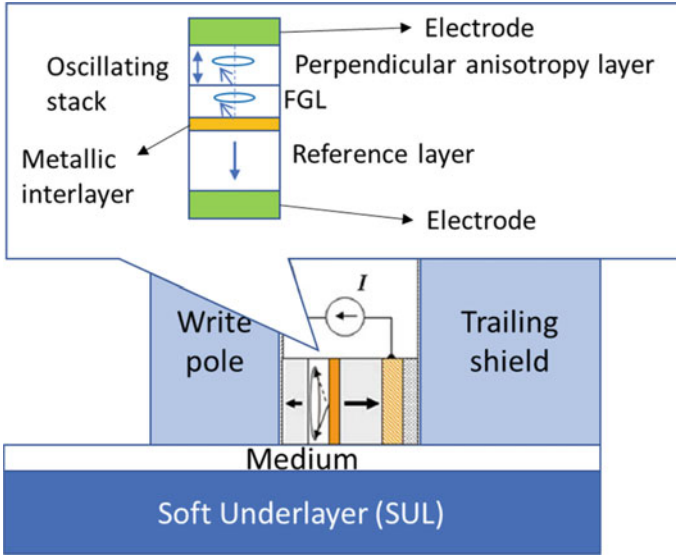 Electrode
Oscillating
stack
Perpendicular anisotropy layer
FGL
Metallic
interlayer
Reference layer
Electrode
I
Write
pole
Trailing
shield
Medium
Soft Underlayer (SUL)